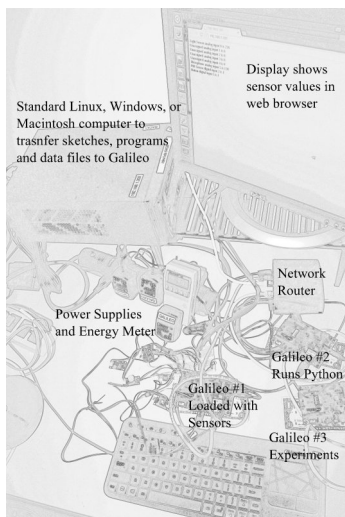 Display shows
sensor values in
web browser
Standard Linux, Windows, or
Macintosh computer to
trasnfer sketches, programs
and data files to Galileo
Network
Router
Power Supplies
and Energy Meter
Galileo #2
Runs Python
Galileo #1
Loaded with
Sensors
Galileo #3
Experiments